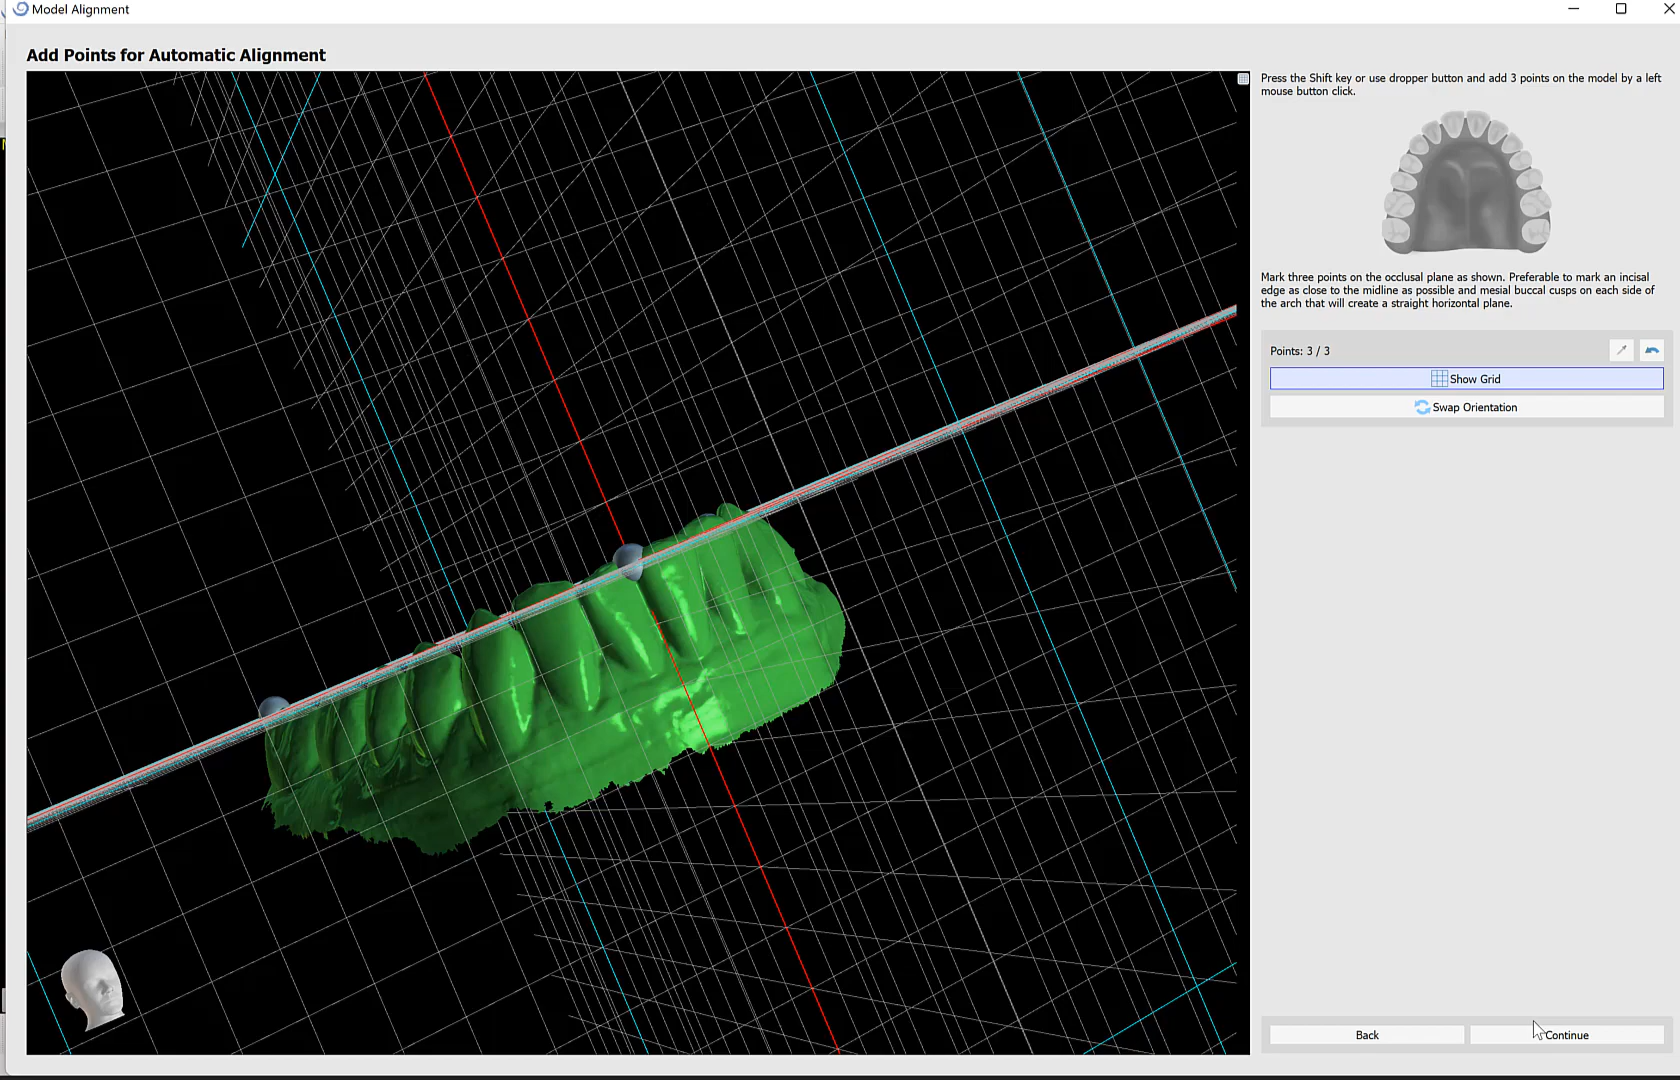 Model Alignment
Add Points for Automatic Alignment
Press the Shift key or use dropper button and add 3 points on the model by a left
mouse button click.
Mark three points on the occlusal plane as shown. Preferable to mark an incisal
edge as close to the midline as possible and mesial buccal cusps on each side of
the arch that will create a straight horizontal plane.
Points: 3 / 3
Show Grid
Swap Orientation
Back
Continue